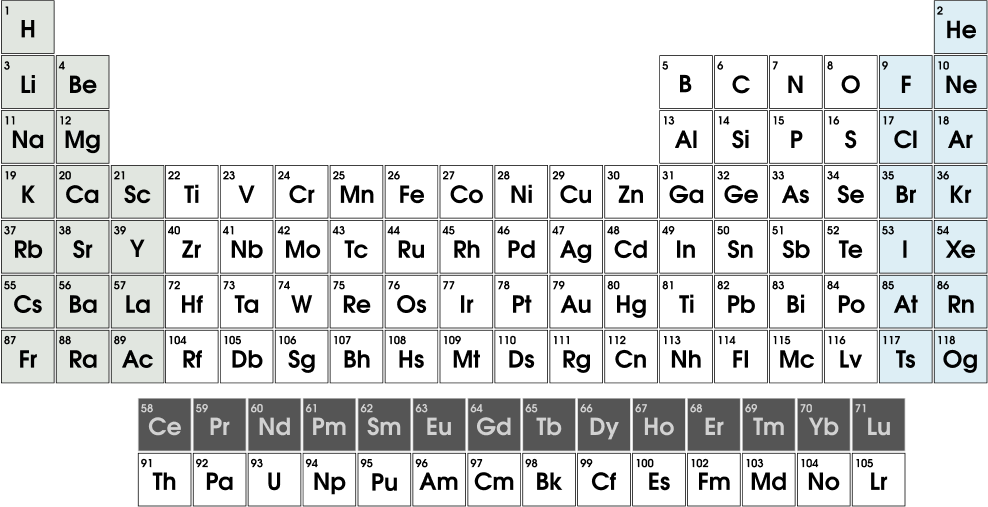 1 2
H He
3 4 5 6 7 8 9 10
Li Be B C N O F Ne
11 12 13 14 15 16 17 18
Na Mg Al Si P S Cl Ar
19 20 21 22 23 24 25 26 27 28 29 30 31 32 33 34 35 36
K Ca Sc Ti V Cr Mn Fe Co Ni Cu Zn Ga Ge As Se Br Kr
37 38 39 40 41 42 43 44 45 46 47 48 49 50 51 52 53 54
Rb Sr Y Zr Nb Mo Tc Ru Rh Pd Ag Cd In Sn Sb Te I Xe
55 56 57 72 73 74 75 76 77 78 79 80 81 82 83 84 85 86
Cs Ba La Hf Ta W Re Os Ir Pt Au Hg Ti Pb Bi Po At Rn
87 88 89 104 105 106 107 108 109 110 111 112 113 114 115 116 117 118
Fr Ra Ac Rf Db Sg Bh Hs Mt Ds Rg Cn Nh Fl Mc Lv Ts Og
58 59 60 61 62 63 64 65 66 67 68 69 70 71
Ce Pr Nd Pm Sm Eu Gd Tb Dy Ho Er Tm Yb Lu
91 92 93 94 95 96 97 98 99 100 102 103 104 105
Th Pa U Np Pu Am Cm Bk Cf Es Fm Md No Lr